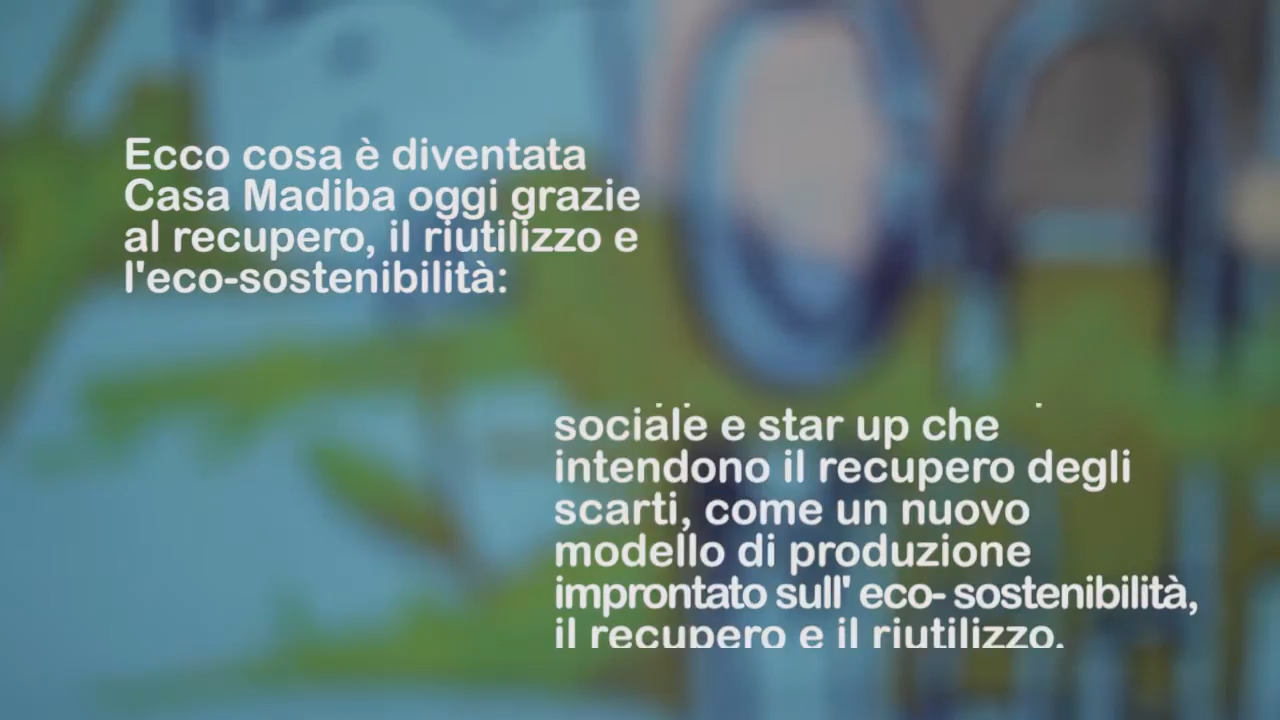 Ecco cosa è diventata
Casa Madiba oggi grazie
al recupero, il riutilizzo e
l'eco-sostenibilità:
sociale e star up che
intendono il recupero degli
scarti, come un nuovo
modello di produzione
improntato sull' eco- sostenibilità,
il recupero e il riutilizzo.